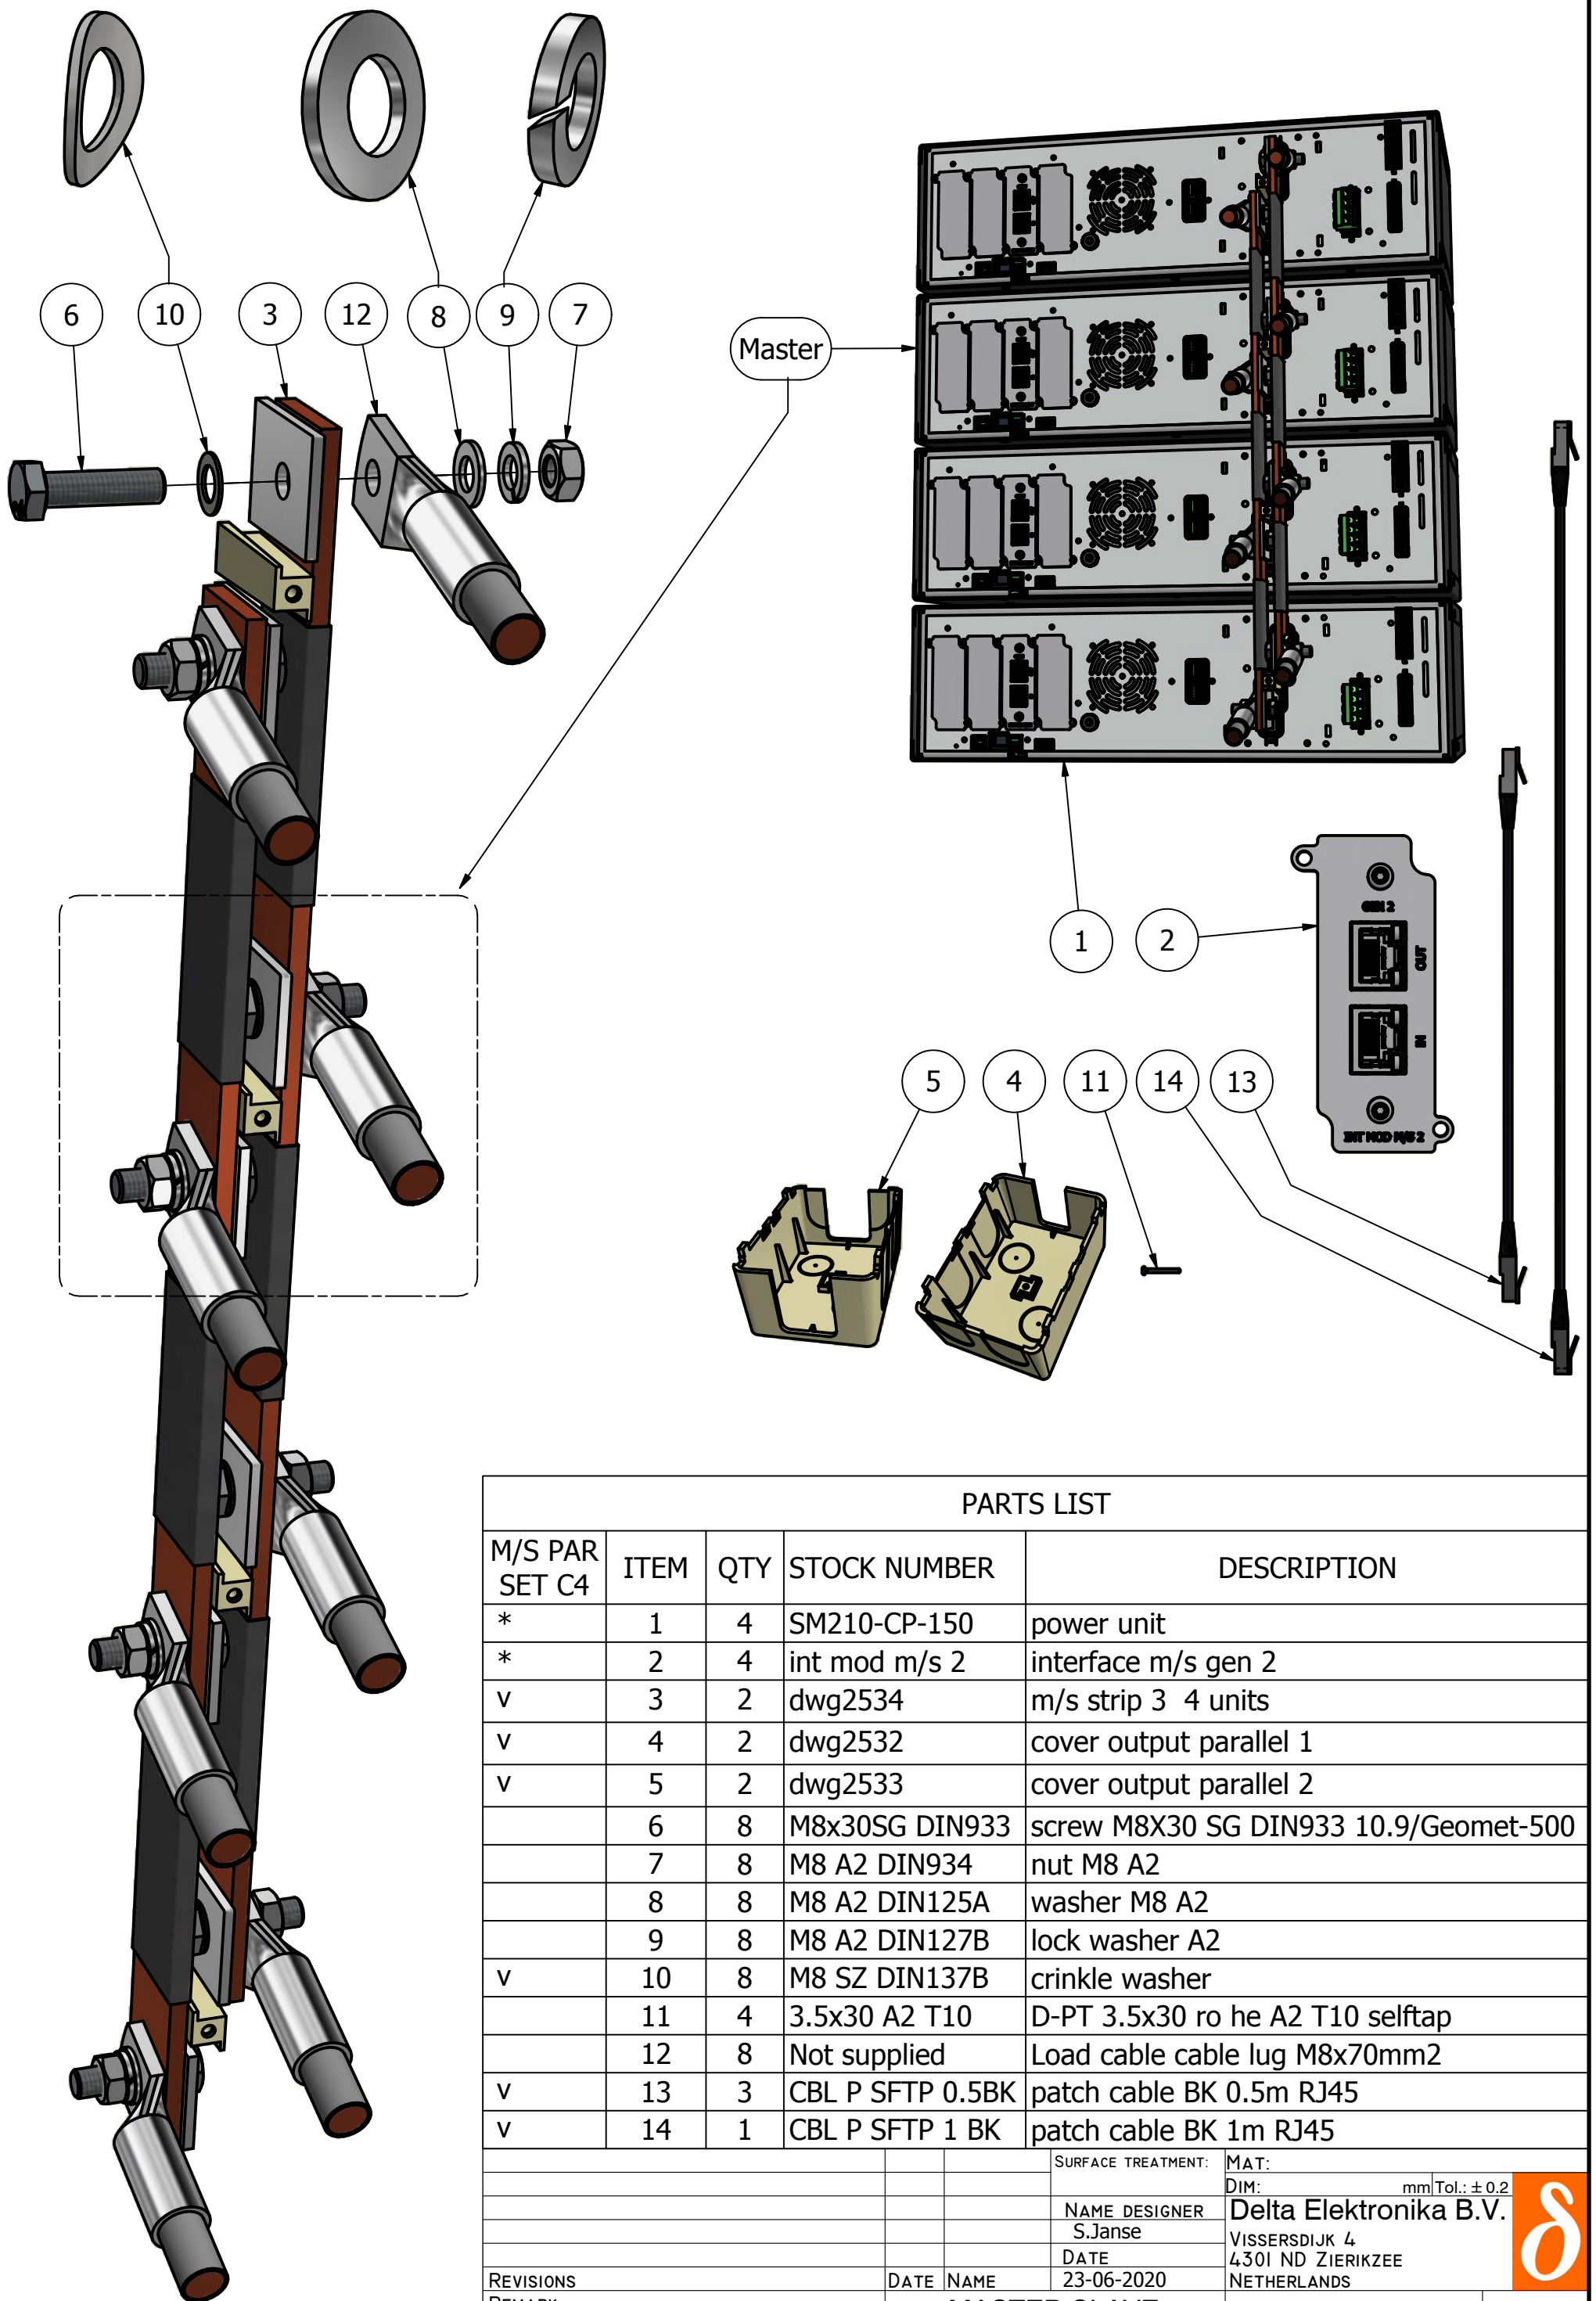 6
10
3
12
8
9
7
Master
1
2
GEN 2
OUT
IN
INT MOD M/S 2
5
4
11
14
13
PARTS LIST
M/S PAR SET C4 ITEM QTY STOCK NUMBER DESCRIPTION
* 1 4 SM210-CP-150 power unit
* 2 4 int mod m/s 2 interface m/s gen 2
v 3 2 dwg2534 m/s strip 3 4 units
v 4 2 dwg2532 cover output parallel 1
v 5 2 dwg2533 cover output parallel 2
6 8 M8x30SG DIN933 screw M8X30 SG DIN933 10.9/Geomet-500
7 8 M8 A2 DIN934 nut M8 A2
8 8 M8 A2 DIN125A washer M8 A2
9 8 M8 A2 DIN127B lock washer A2
v 10 8 M8 SZ DIN137B crinkle washer
11 4 3.5x30 A2 T10 D-PT 3.5x30 ro he A2 T10 selftap
12 8 Not supplied Load cable cable lug M8x70mm2
v 13 3 CBL P SFTP 0.5BK patch cable BK 0.5m RJ45
v 14 1 CBL P SFTP 1 BK patch cable BK 1m RJ45
SURFACE TREATMENT: MAT:
DIM: mm Tol.: ± 0.2
NAME DESIGNER Delta Elektronika B.V.
S.Janse VISSERSDIJK 4
DATE 4301 ND ZIERIKZEE
REVISIONS DATE NAME 23-06-2020 NETHERLANDS
δ